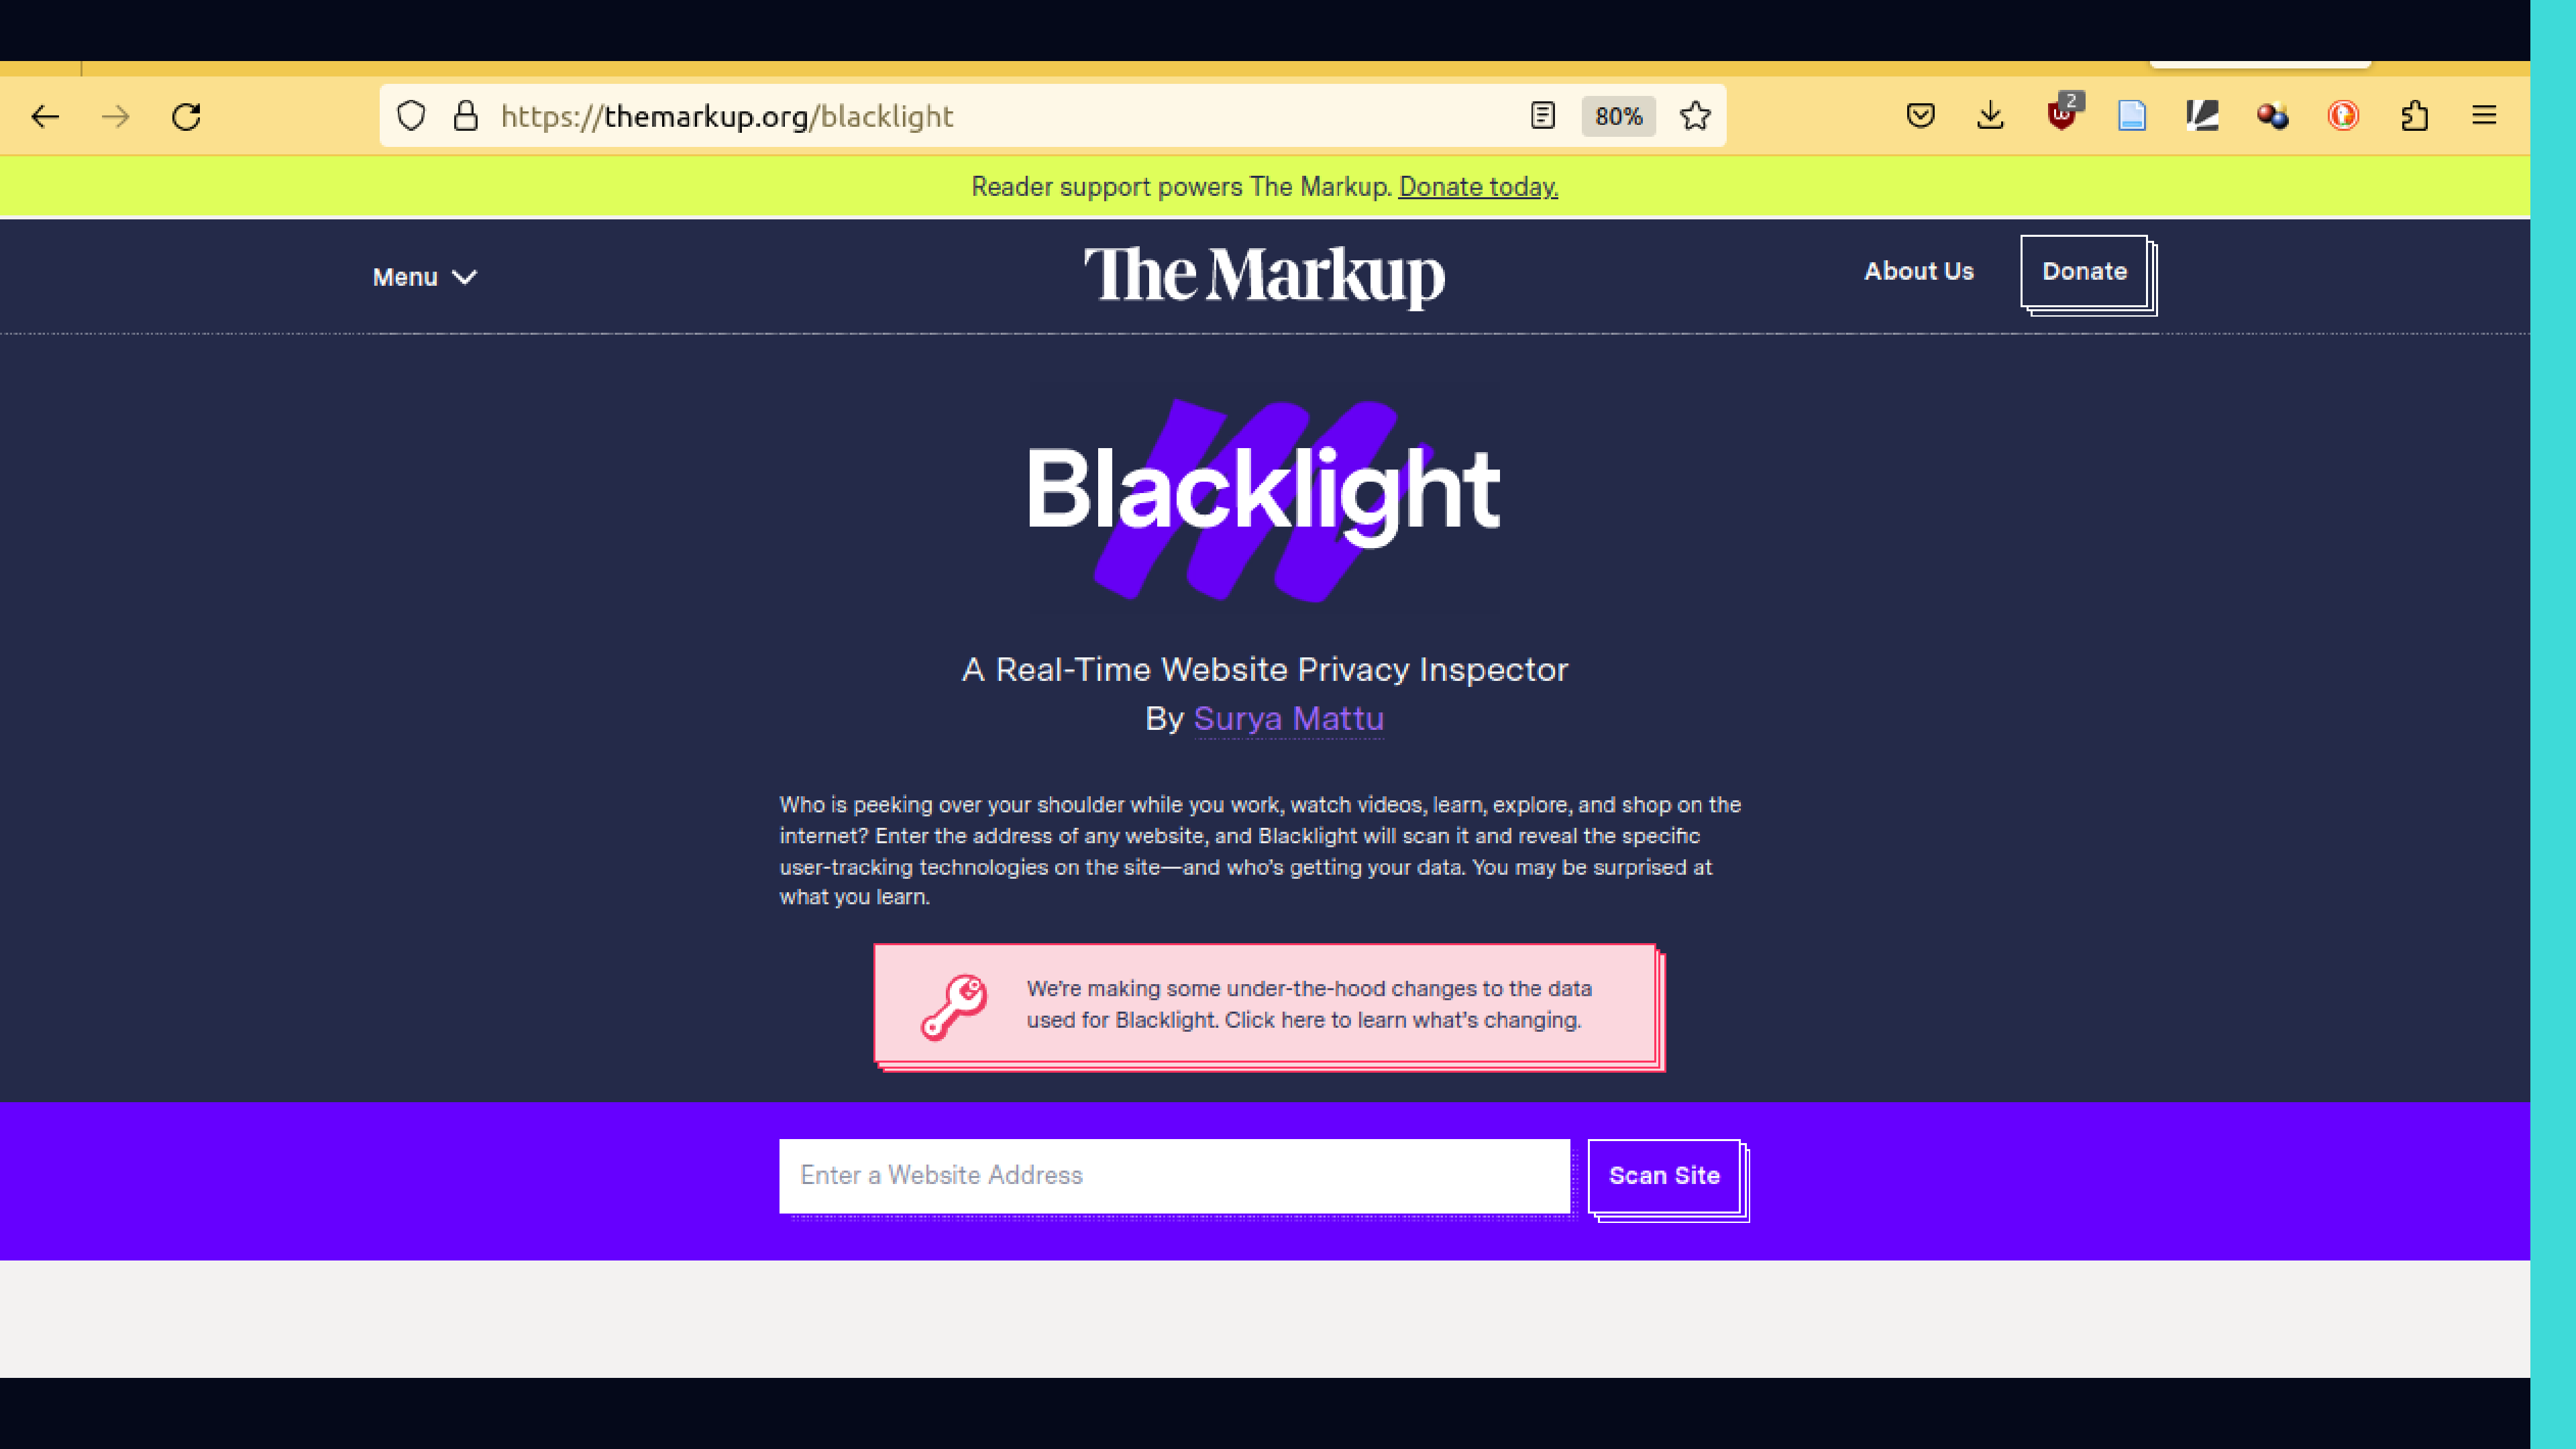 https://themarkup.org/blacklight
80%
2
Reader support powers The Markup. Donate today.
Menu
The Markup
About Us
Donate
Blacklight
A Real-Time Website Privacy Inspector
By Surya Mattu
Who is peeking over your shoulder while you work, watch videos, learn, explore, and shop on the
internet? Enter the address of any website, and Blacklight will scan it and reveal the specific
user-tracking technologies on the site—and who's getting your data. You may be surprised at
what you learn.
We're making some under-the-hood changes to the data
used for Blacklight. Click here to learn what's changing.
Enter a Website Address
Scan Site